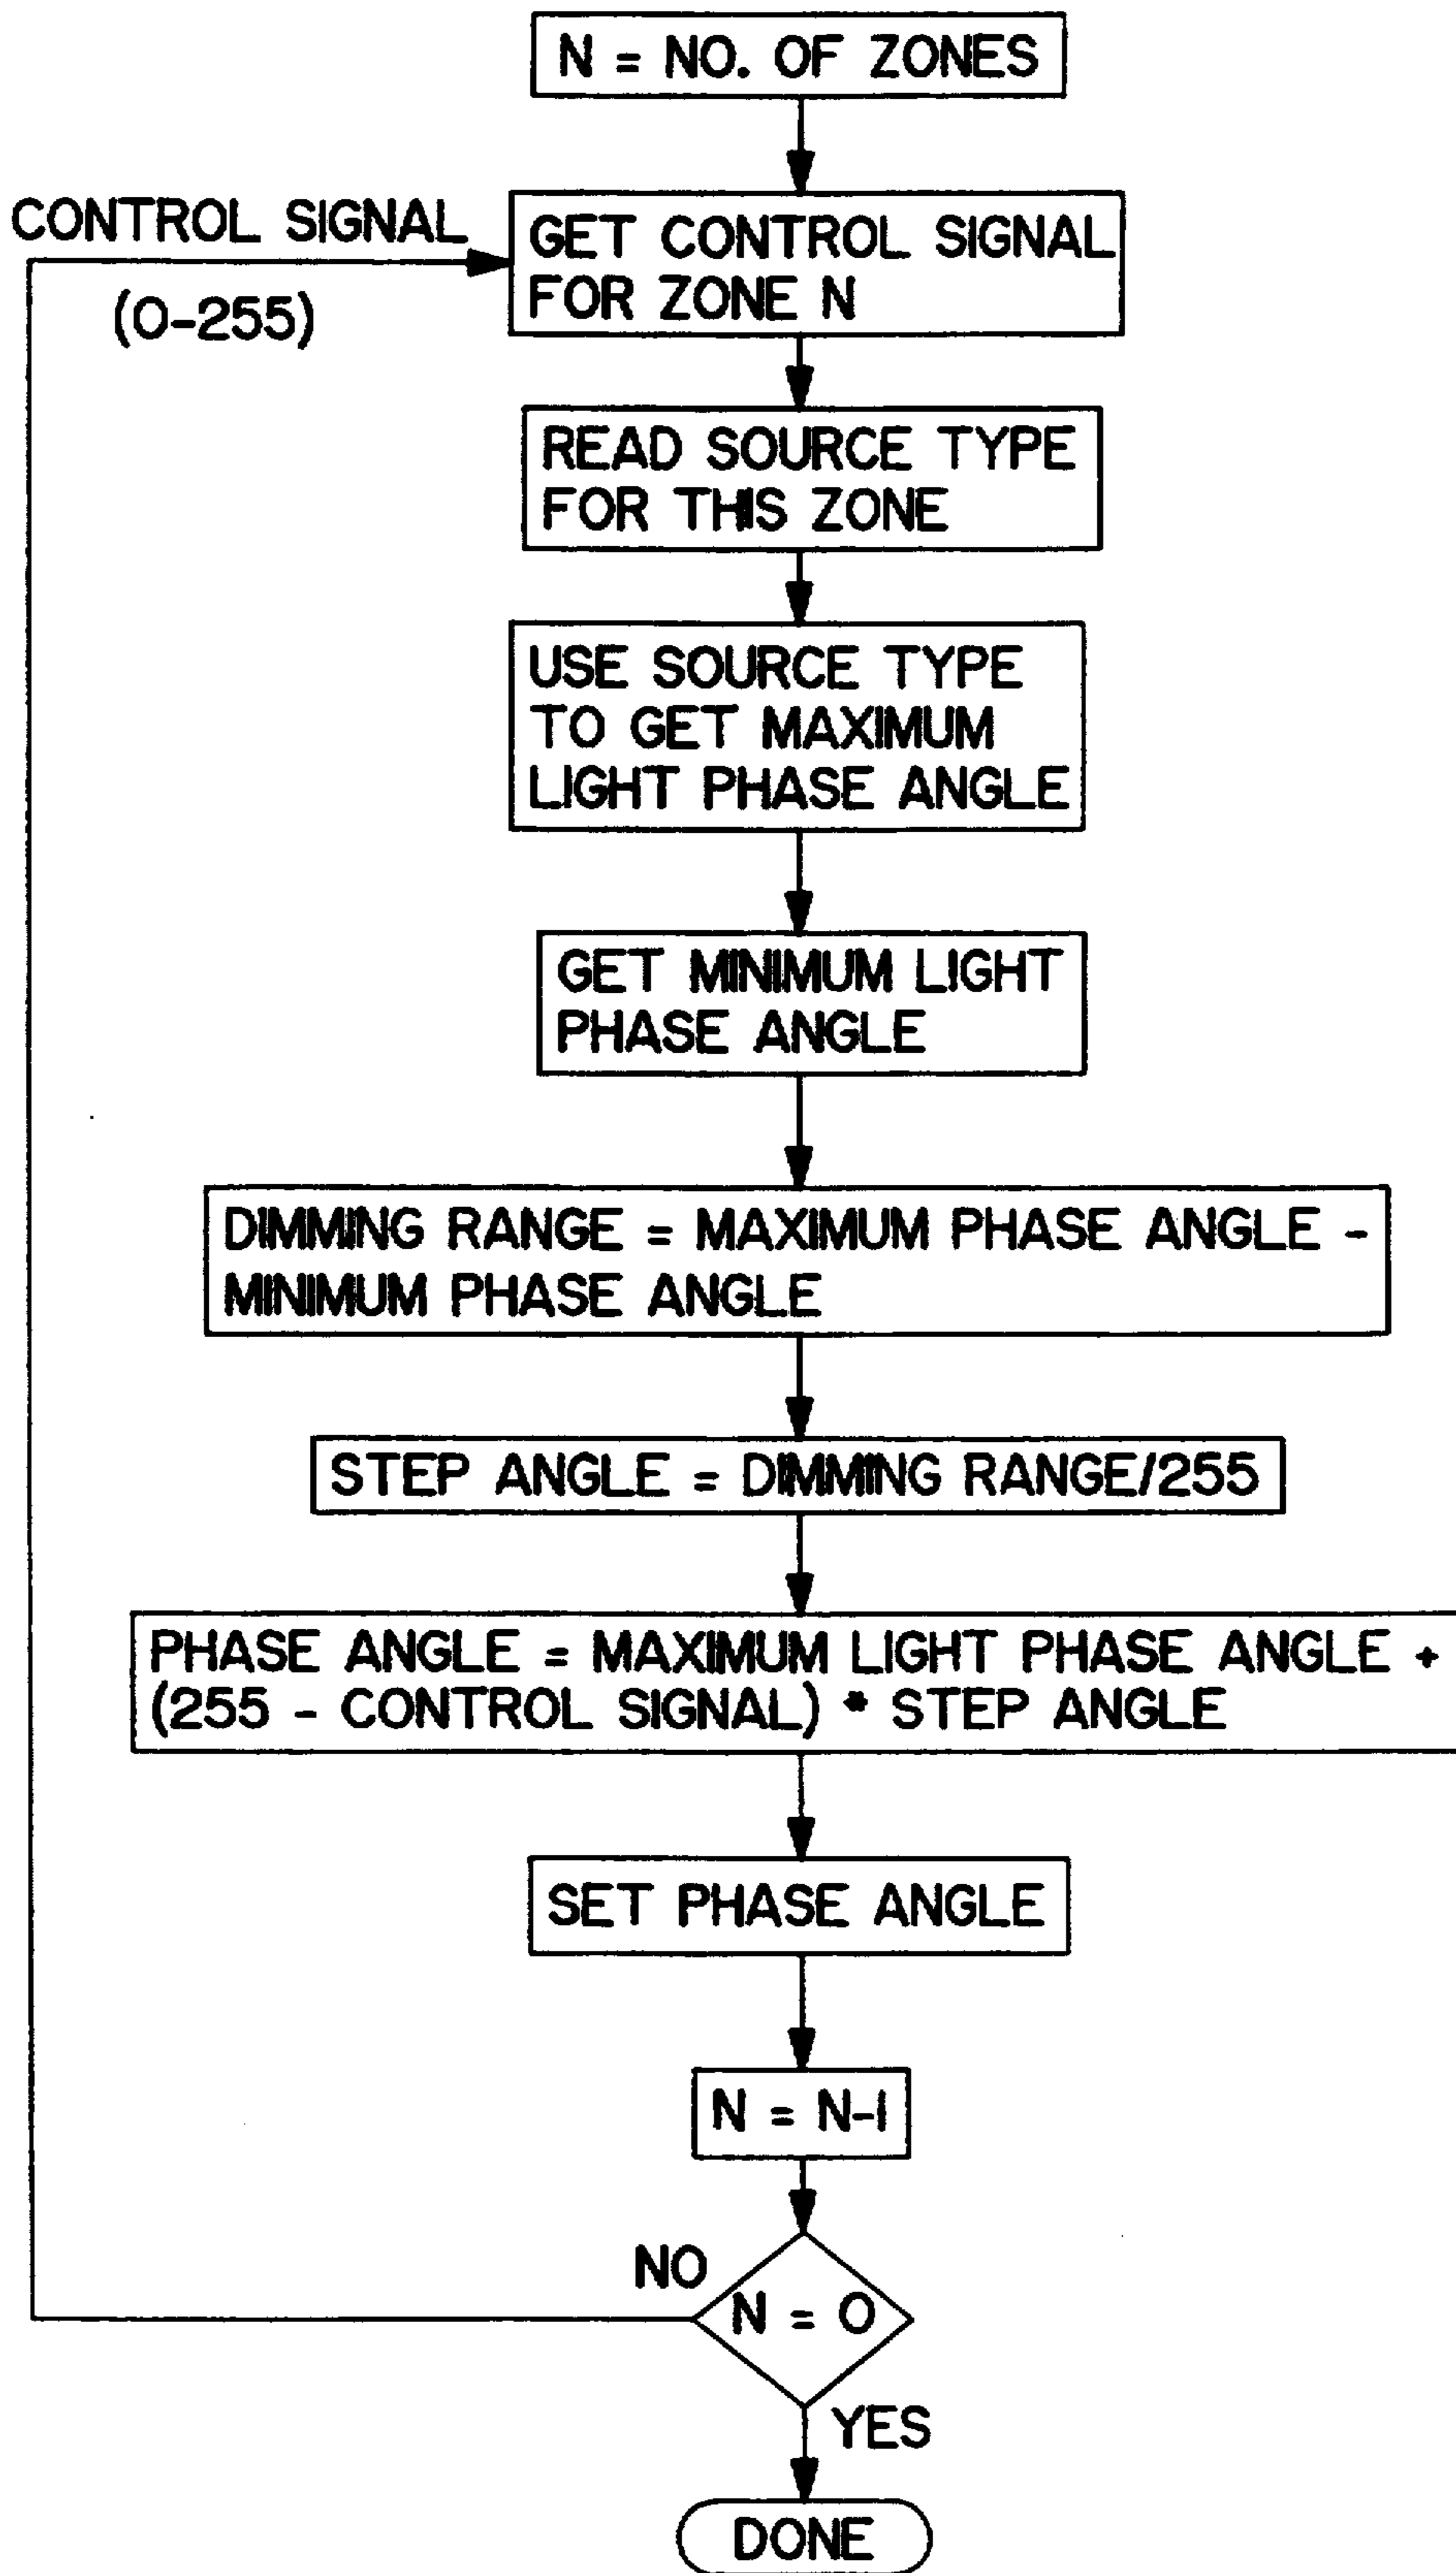 N = NO. OF ZONES
CONTROL SIGNAL
(0-255)
GET CONTROL SIGNAL
FOR ZONE N
READ SOURCE TYPE
FOR THIS ZONE
USE SOURCE TYPE
TO GET MAXIMUM
LIGHT PHASE ANGLE
GET MINIMUM LIGHT
PHASE ANGLE
DIMMING RANGE = MAXIMUM PHASE ANGLE -
MINIMUM PHASE ANGLE
STEP ANGLE = DIMMING RANGE/255
PHASE ANGLE = MAXIMUM LIGHT PHASE ANGLE +
(255 - CONTROL SIGNAL) * STEP ANGLE
SET PHASE ANGLE
N = N-1
NO
N = 0
YES
DONE